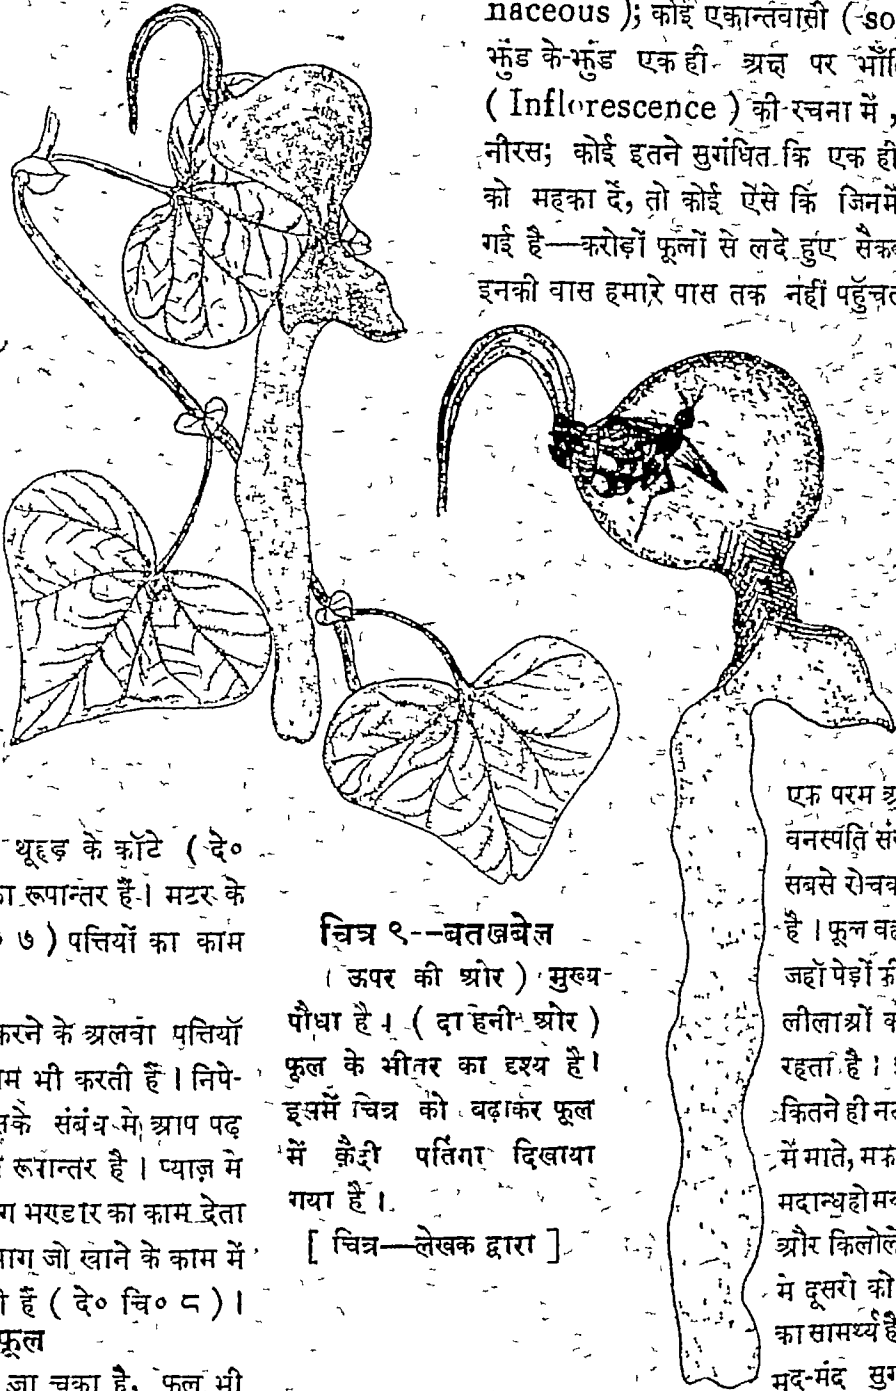 naceous ); कोई एकान्तवासी ( so
झुंड के-झुंड एक ही अक्ष पर भाँति
( Inflorescence ) की रचना में ,
नीरस; कोई इतने सुगंधित कि एक ही
को महका दें, तो कोई ऐसे कि जिनमें
गई है—करोड़ों फूलों से लदे हुए सैक
इनकी वास हमारे पास तक नहीं पहुँचत
थूहड़ के काँटे ( दे०
का रूपान्तर हैं। मटर के
७ ) पत्तियों का काम
करने के अलवा पत्तियाँ
म भी करती हैं। निपे-
सके संबंध मे आप पढ़
रूपान्तर है। प्याज़ मे
ग भण्डार का काम देता
भाग जो खाने के काम में
ी हैं ( दे० चि० ८ )।
फूल
जा चुका है, फूल भी
चित्र ९--बतखबेल
( ऊपर की ओर ) मुख्य-
पौधा है। ( दाहनी ओर )
फूल के भीतर का दृश्य है।
इसमें चित्र को बढ़ाकर फूल
में क़ैदी पतिंगा दिखाया
गया है।
[ चित्र—लेखक द्वारा ]
एक परम
वनस्पति सं
सबसे रोचक
है। फूल वह
जहाँ पेड़ों की
लीलाओं क
रहता है।
कितने ही
में माते, मक
मदान्ध हो मक
और किलोलें
मे दूसरो को
का सामर्थ्य है
मद-मंद सुग